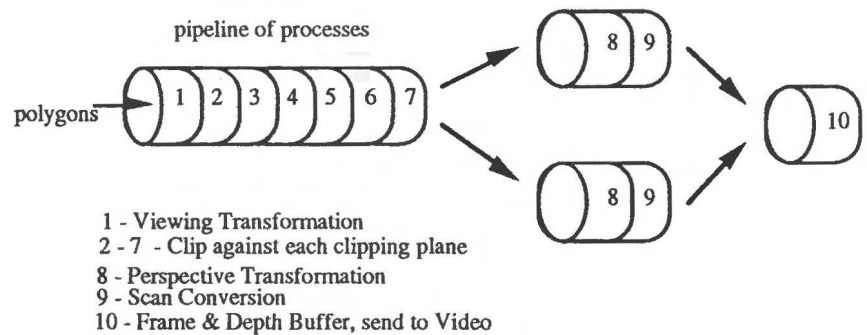 pipeline of processes
8 9
polygons
1 2 3 4 5 6 7
10
8 9
1 - Viewing Transformation
2 - 7 - Clip against each clipping plane
8 - Perspective Transformation
9 - Scan Conversion
10 - Frame & Depth Buffer, send to Video